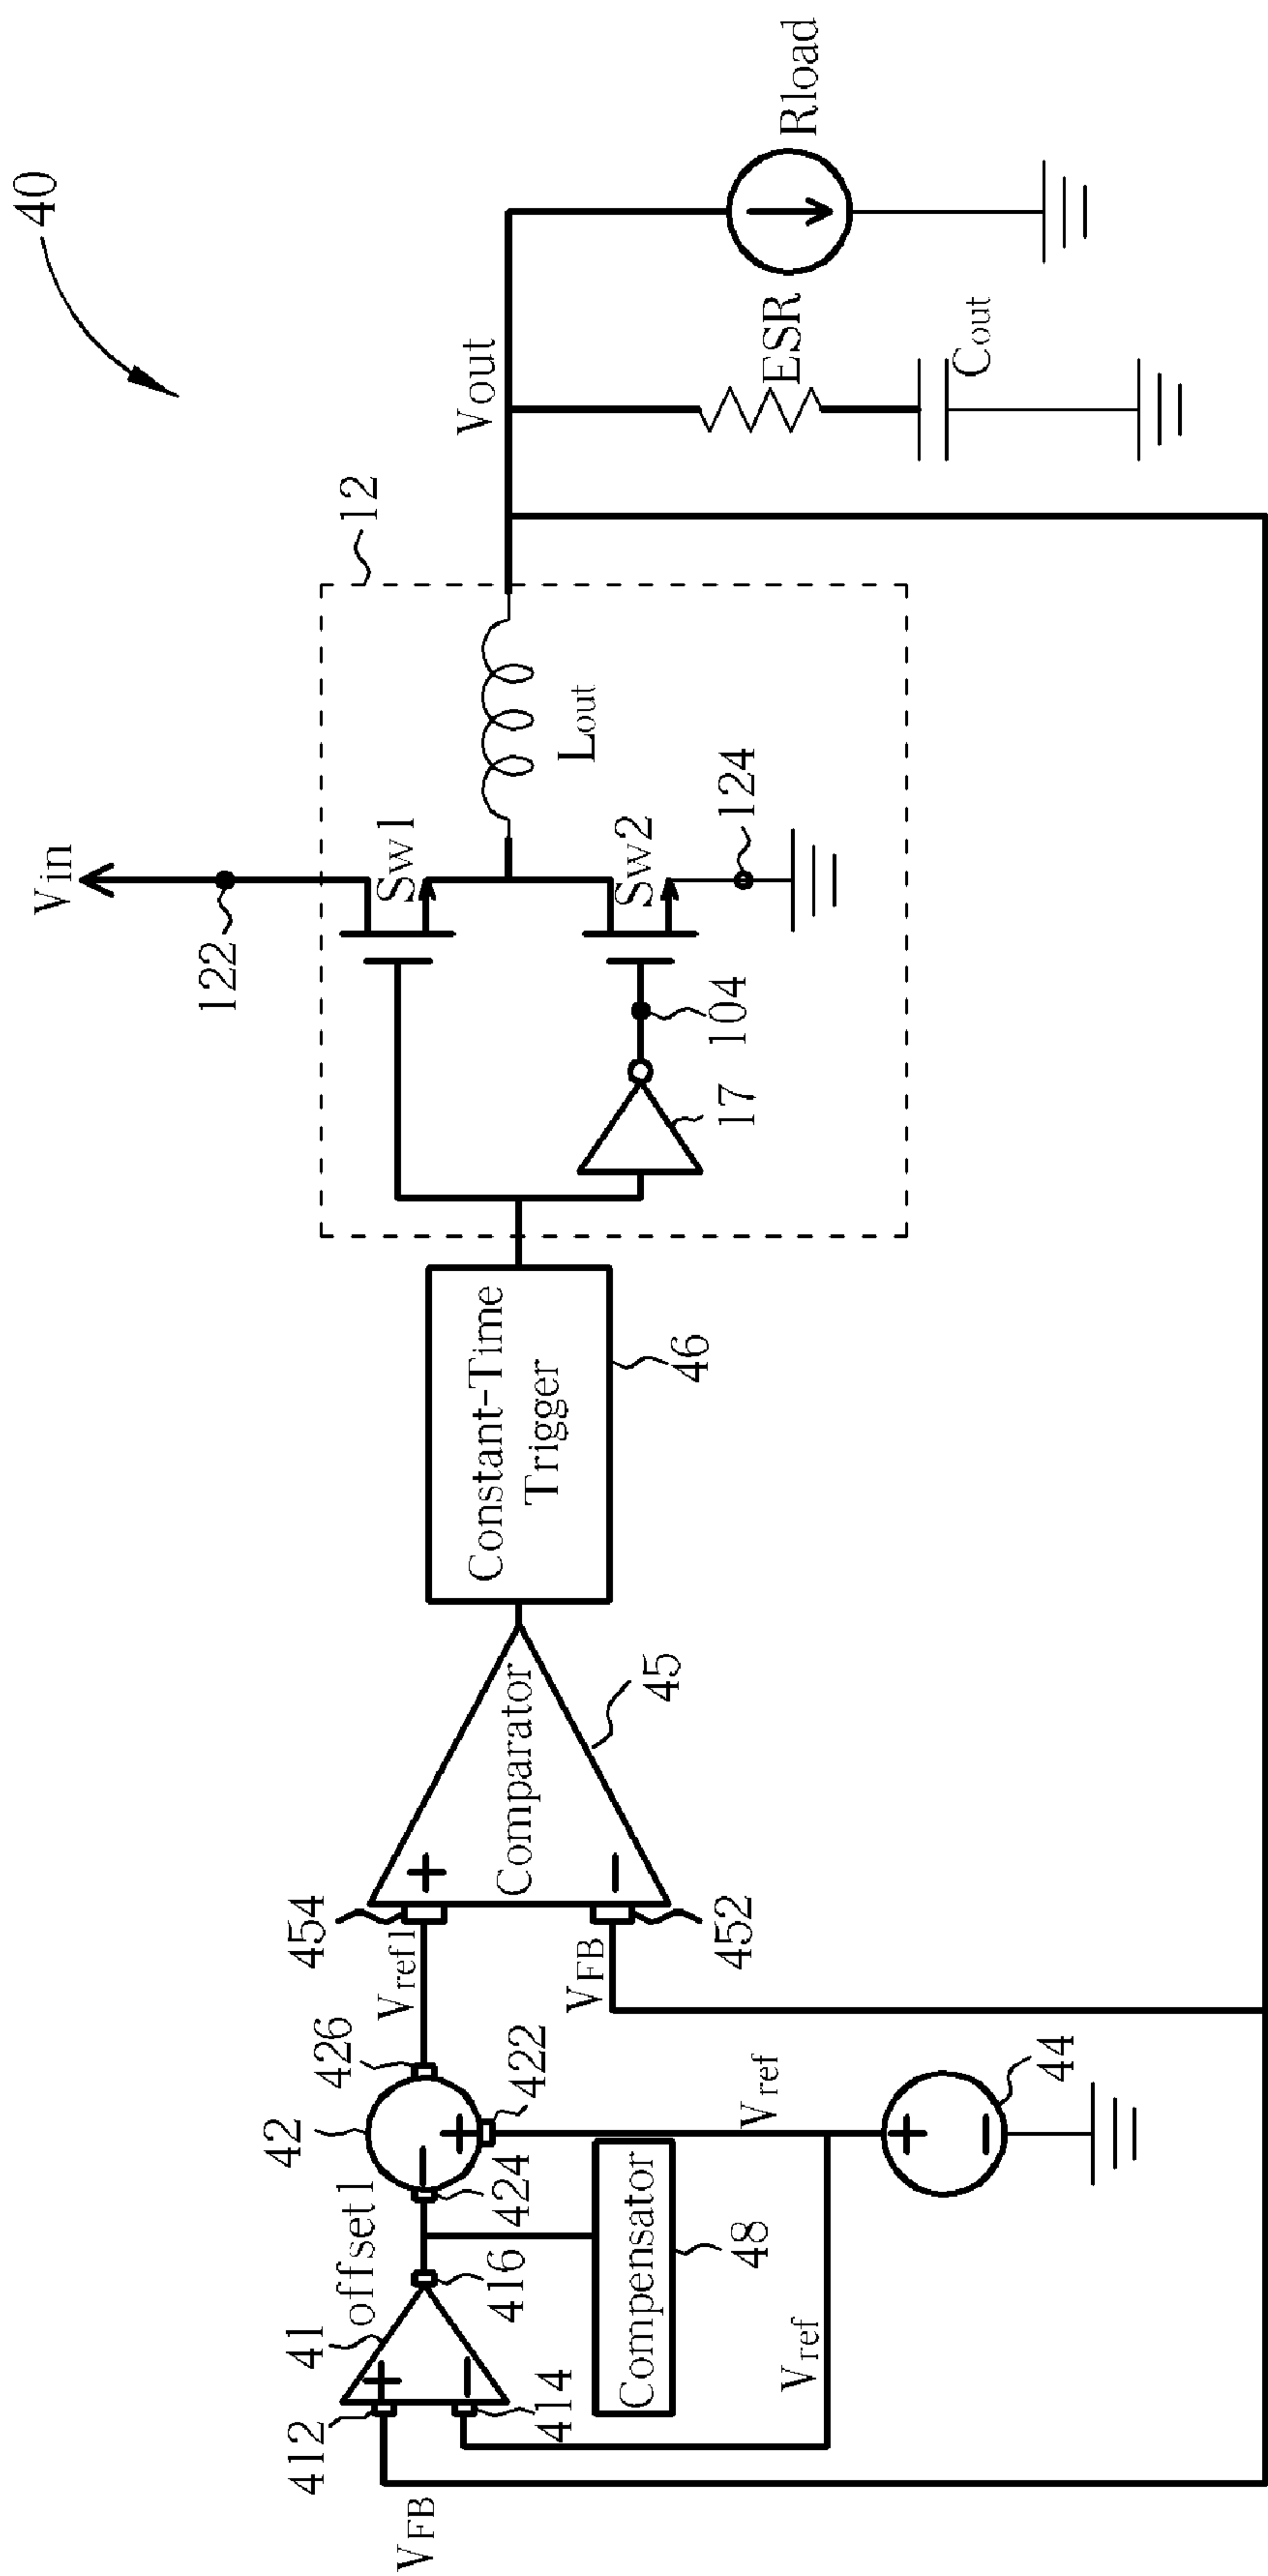 40
Vin
122
12
Sw1
Sw2
Lout
124
104
17
Vout
ESR
Cout
Rload
Constant-Time
Trigger
46
Comparator
45
454
452
Vref1
VFB
426
42
422
424
offset1
41
416
412
414
VFB
Compensator
48
Vref
Vref
44